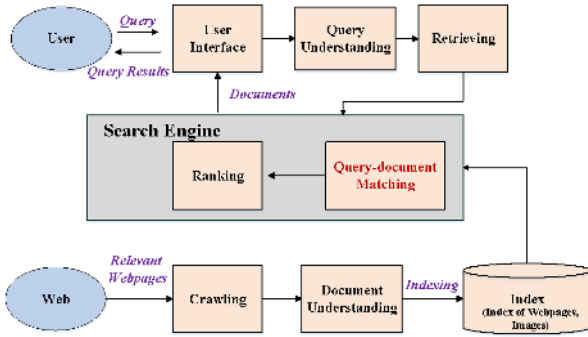 Query
User
Query Results
User
Interface
Query
Understanding
Retrieving
Documents
Search Engine
Ranking
Query-document
Matching
Relevant
Webpages
Web
Crawling
Document
Understanding
Indexing
Index
(Index of Webpages,
Images)